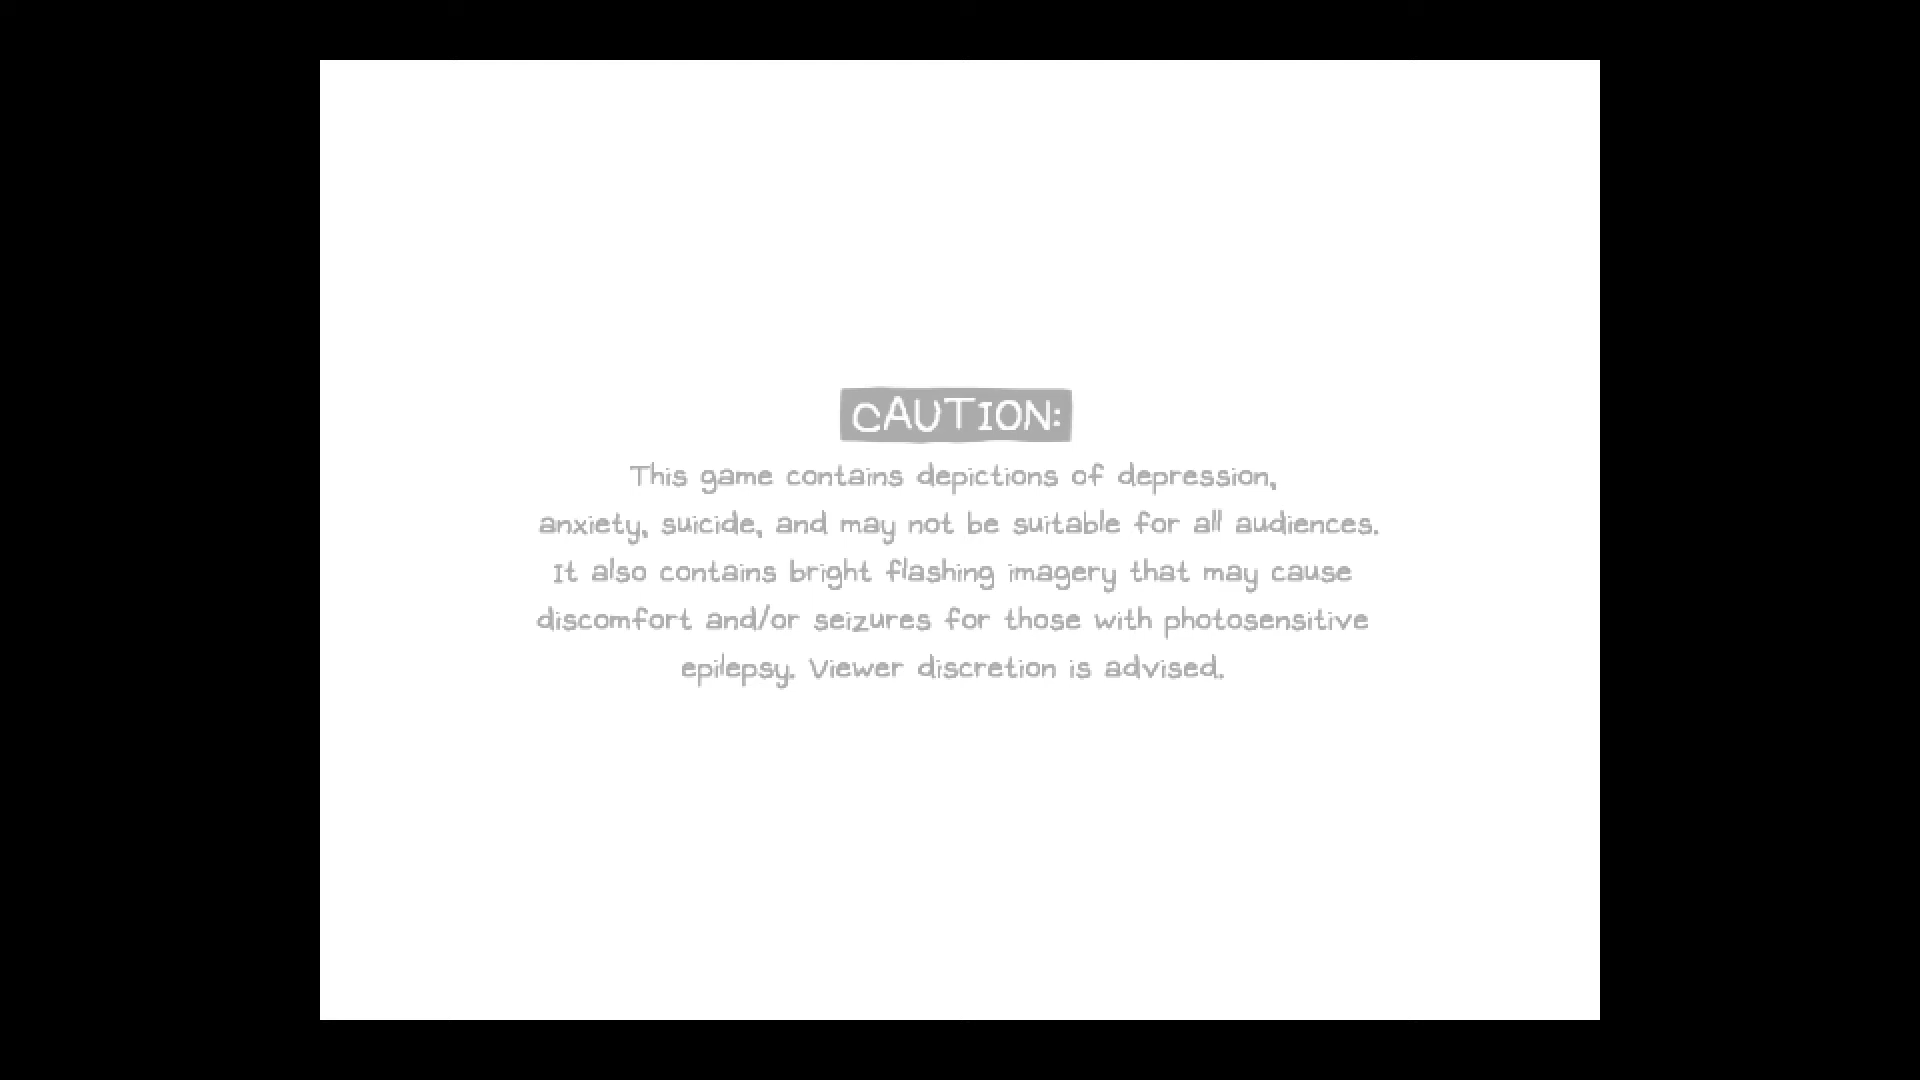 CAUTION:
This game contains depictions of depression,
anxiety, suicide, and may not be suitable for all audiences.
It also contains bright flashing imagery that may cause
discomfort and/or seizures for those with photosensitive
epilepsy. Viewer discretion is advised.